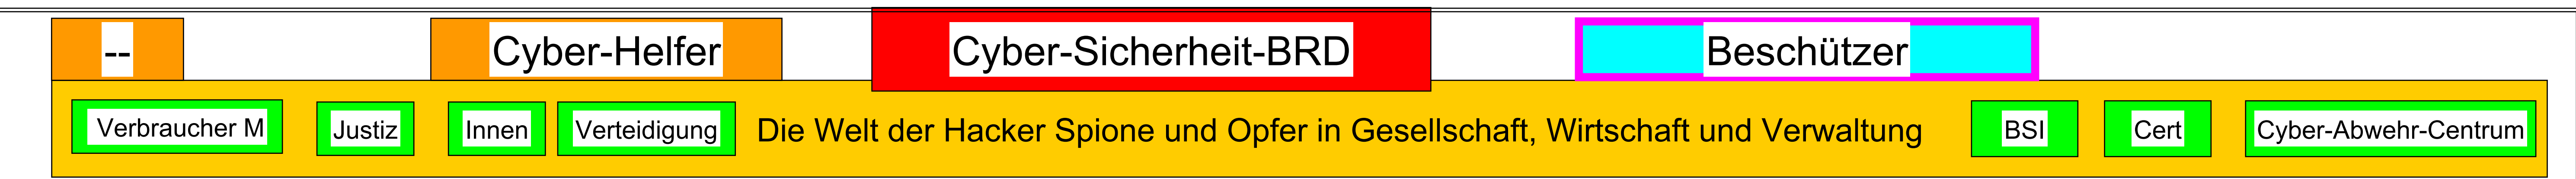 -- Cyber-Helfer Cyber-Sicherheit-BRD Beschützer
Verbraucher M Justiz Innen Verteidigung Die Welt der Hacker Spione und Opfer in Gesellschaft, Wirtschaft und Verwaltung BSI Cert Cyber-Abwehr-Centrum